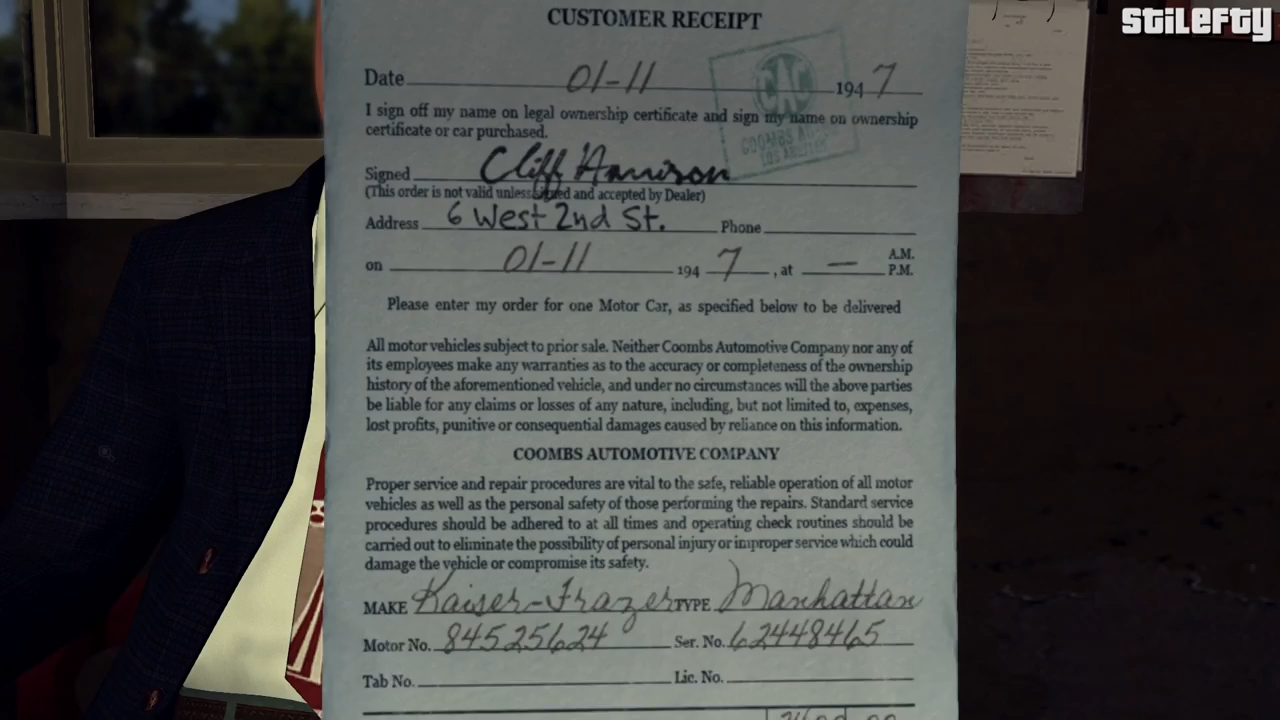 STILEFTY
CUSTOMER RECEIPT
Date 01-11 1947
CAC
COOMBS AUTO
LOS ANGELES
I sign off my name on legal ownership certificate and sign my name on ownership
certificate or car purchased.
Signed Cliff Harrison
(This order is not valid unless signed and accepted by Dealer)
Address 6 West 2nd St. Phone
on 01-11 194 7, at — A.M.
P.M.
Please enter my order for one Motor Car, as specified below to be delivered
All motor vehicles subject to prior sale. Neither Coombs Automotive Company nor any of
its employees make any warranties as to the accuracy or completeness of the ownership
history of the aforementioned vehicle, and under no circumstances will the above parties
be liable for any claims or losses of any nature, including, but not limited to, expenses,
lost profits, punitive or consequential damages caused by reliance on this information.
COOMBS AUTOMOTIVE COMPANY
Proper service and repair procedures are vital to the safe, reliable operation of all motor
vehicles as well as the personal safety of those performing the repairs. Standard service
procedures should be adhered to at all times and operating check routines should be
carried out to eliminate the possibility of personal injury or improper service which could
damage the vehicle or compromise its safety.
MAKE Kaiser-Frazer TYPE Manhattan
Motor No. 84525624 Ser. No. 62448465
Tab No. Lic. No.